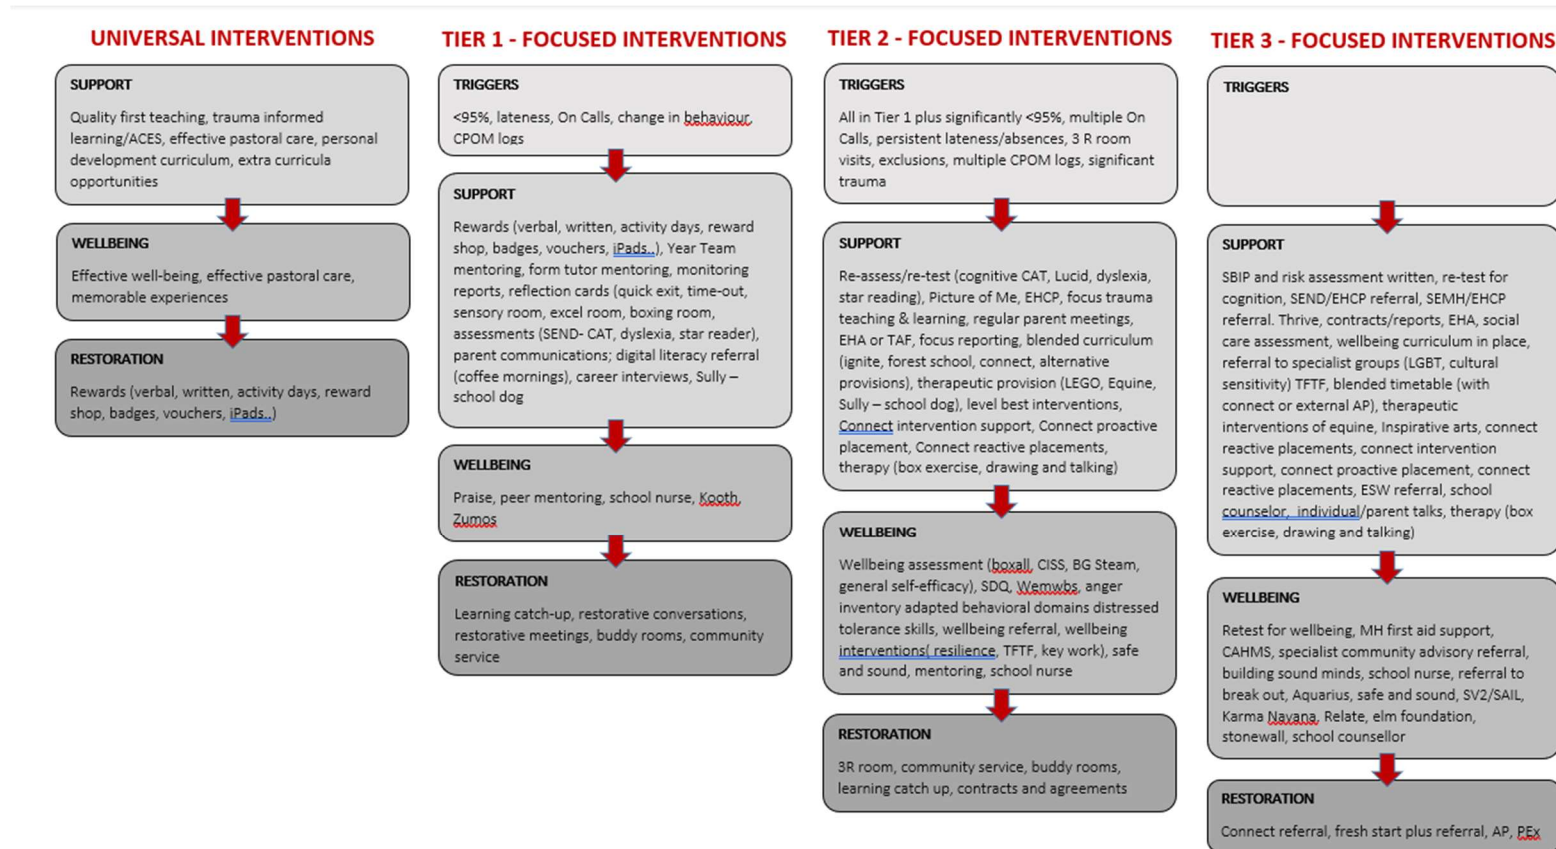 UNIVERSAL INTERVENTIONS
SUPPORT
Quality first teaching, trauma informed
learning/ACES, effective pastoral care, personal
development curriculum, extra curricula
opportunities
WELLBEING
Effective well-being, effective pastoral care,
memorable experiences
RESTORATION
Rewards (verbal, written, activity days, reward
shop, badges, vouchers, iPads..)
TIER 1 - FOCUSED INTERVENTIONS
TRIGGERS
<95%, lateness, On Calls, change in behaviour,
CPOM logs
SUPPORT
Rewards (verbal, written, activity days, reward
shop, badges, vouchers, iPads..), Year Team
mentoring, form tutor mentoring, monitoring
reports, reflection cards (quick exit, time-out,
sensory room, excel room, boxing room,
assessments (SEND- CAT, dyslexia, star reader),
parent communications; digital literacy referral
(coffee mornings), career interviews, Sully –
school dog
WELLBEING
Praise, peer mentoring, school nurse, Kooth,
Zumos
RESTORATION
Learning catch-up, restorative conversations,
restorative meetings, buddy rooms, community
service
TIER 2 - FOCUSED INTERVENTIONS
TRIGGERS
All in Tier 1 plus significantly <95%, multiple On
Calls, persistent lateness/absences, 3 R room
visits, exclusions, multiple CPOM logs, significant
trauma
SUPPORT
Re-assess/re-test (cognitive CAT, Lucid, dyslexia,
star reading), Picture of Me, EHCP, focus trauma
teaching & learning, regular parent meetings,
EHA or TAF, focus reporting, blended curriculum
(ignite, forest school, connect, alternative
provisions), therapeutic provision (LEGO, Equine,
Sully – school dog), level best interventions,
Connect intervention support, Connect proactive
placement, Connect reactive placements,
therapy (box exercise, drawing and talking)
WELLBEING
Wellbeing assessment (boxall, CISS, BG Steam,
general self-efficacy), SDQ, Wemwbs, anger
inventory adapted behavioral domains distressed
tolerance skills, wellbeing referral, wellbeing
interventions( resilience, TFTF, key work), safe
and sound, mentoring, school nurse
RESTORATION
3R room, community service, buddy rooms,
learning catch up, contracts and agreements
TIER 3 - FOCUSED INTERVENTIONS
TRIGGERS
SUPPORT
SBIP and risk assessment written, re-test for
cognition, SEND/EHCP referral, SEMH/EHCP
referral. Thrive, contracts/reports, EHA, social
care assessment, wellbeing curriculum in place,
referral to specialist groups (LGBT, cultural
sensitivity) TFTF, blended timetable (with
connect or external AP), therapeutic
interventions of equine, Inspirative arts, connect
reactive placements, connect intervention
support, connect proactive placement, connect
reactive placements, ESW referral, school
counselor,  individual/parent talks, therapy (box
exercise, drawing and talking)
WELLBEING
Retest for wellbeing, MH first aid support,
CAHMS, specialist community advisory referral,
building sound minds, school nurse, referral to
break out, Aquarius, safe and sound, SV2/SAIL,
Karma Nayana, Relate, elm foundation,
stonewall, school counsellor
RESTORATION
Connect referral, fresh start plus referral, AP, PEx